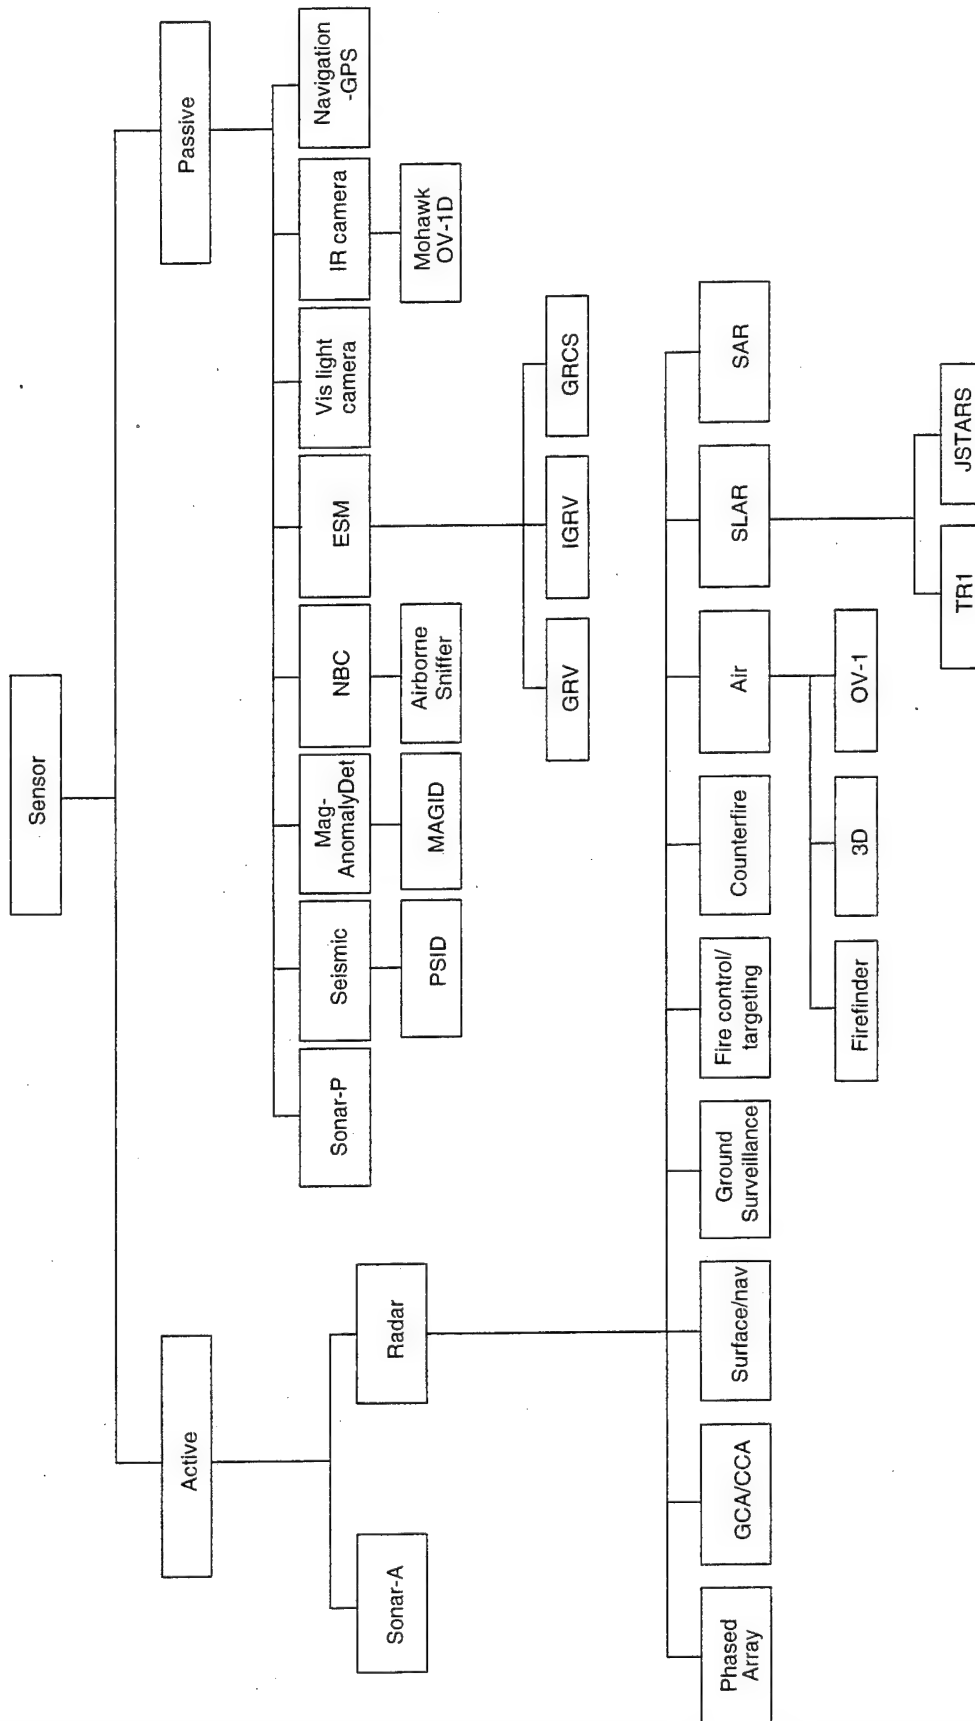 Sensor
Active
Passive
Sonar-A
Radar
Sonar-P
Seismic
Mag-
AnomalyDet
NBC
ESM
Vis light
camera
IR camera
Navigation
-GPS
PSID
MAGID
Airborne
Sniffer
Mohawk
OV-1D
GRV
IGRV
GRCS
Phased
Array
GCA/CCA
Surface/nav
Ground
Surveillance
Fire control/
targeting
Counterfire
Air
SLAR
SAR
Firefinder
3D
OV-1
TR1
JSTARS